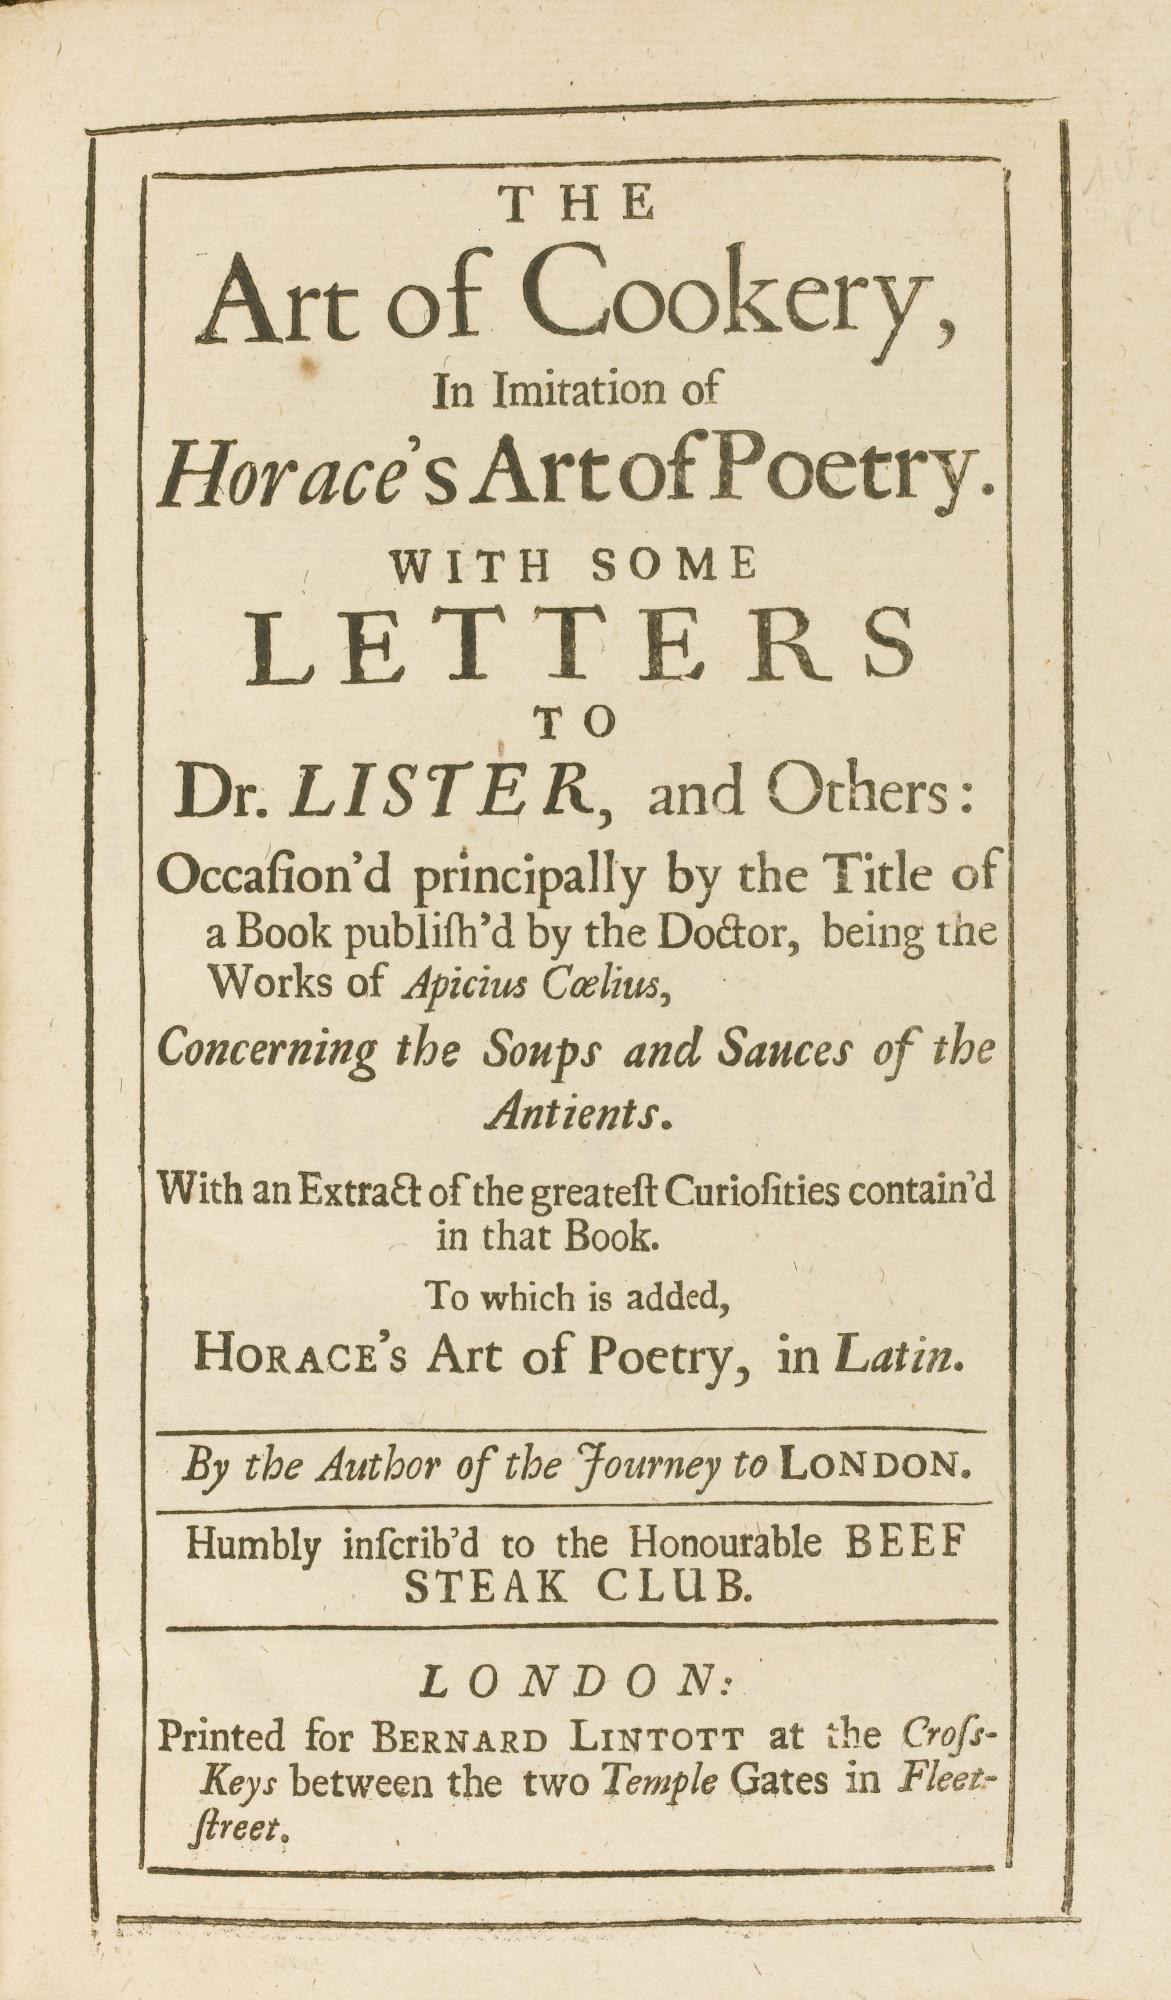 THE
Art of Cookery,
In Imitation of
Horace's Art of Poetry.
WITH SOME
LETTERS
TO
Dr. LISTER, and Others:
Occaſion'd principally by the Title of
a Book publiſh'd by the Doctor, being the
Works of Apicius Cœlius,
Concerning the Soups and Sauces of the
Antients.
With an Extract of the greateſt Curioſities contain'd
in that Book.
To which is added,
HORACE's Art of Poetry, in Latin.
By the Author of the Journey to LONDON.
Humbly inſcrib'd to the Honourable BEEF
STEAK CLUB.
LONDON:
Printed for BERNARD LINTOTT at the Croſs-
Keys between the two Temple Gates in Fleet-
ſtreet.